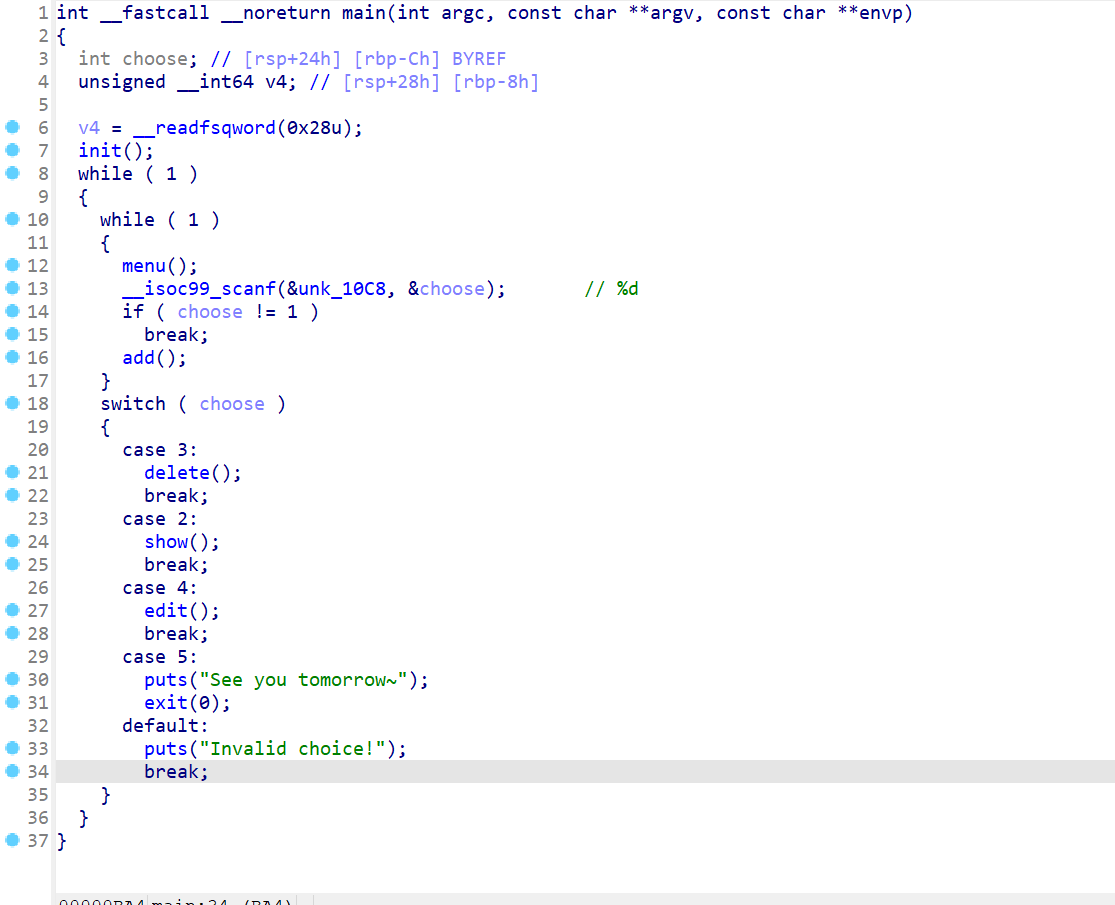 1 int __fastcall __noreturn main(int argc, const char **argv, const char **envp)
2 {
3 int choose; // [rsp+24h] [rbp-Ch] BYREF
4 unsigned __int64 v4; // [rsp+28h] [rbp-8h]
5
6 v4 = __readfsqword(0x28u);
7 init();
8 while ( 1 )
9 {
10 while ( 1 )
11 {
12 menu();
13 __isoc99_scanf(&unk_10C8, &choose); // %d
14 if ( choose != 1 )
15 break;
16 add();
17 }
18 switch ( choose )
19 {
20 case 3:
21 delete();
22 break;
23 case 2:
24 show();
25 break;
26 case 4:
27 edit();
28 break;
29 case 5:
30 puts("See you tomorrow~");
31 exit(0);
32 default:
33 puts("Invalid choice!");
34 break;
35 }
36 }
37 }
00000BA4 main:34 (BA4)